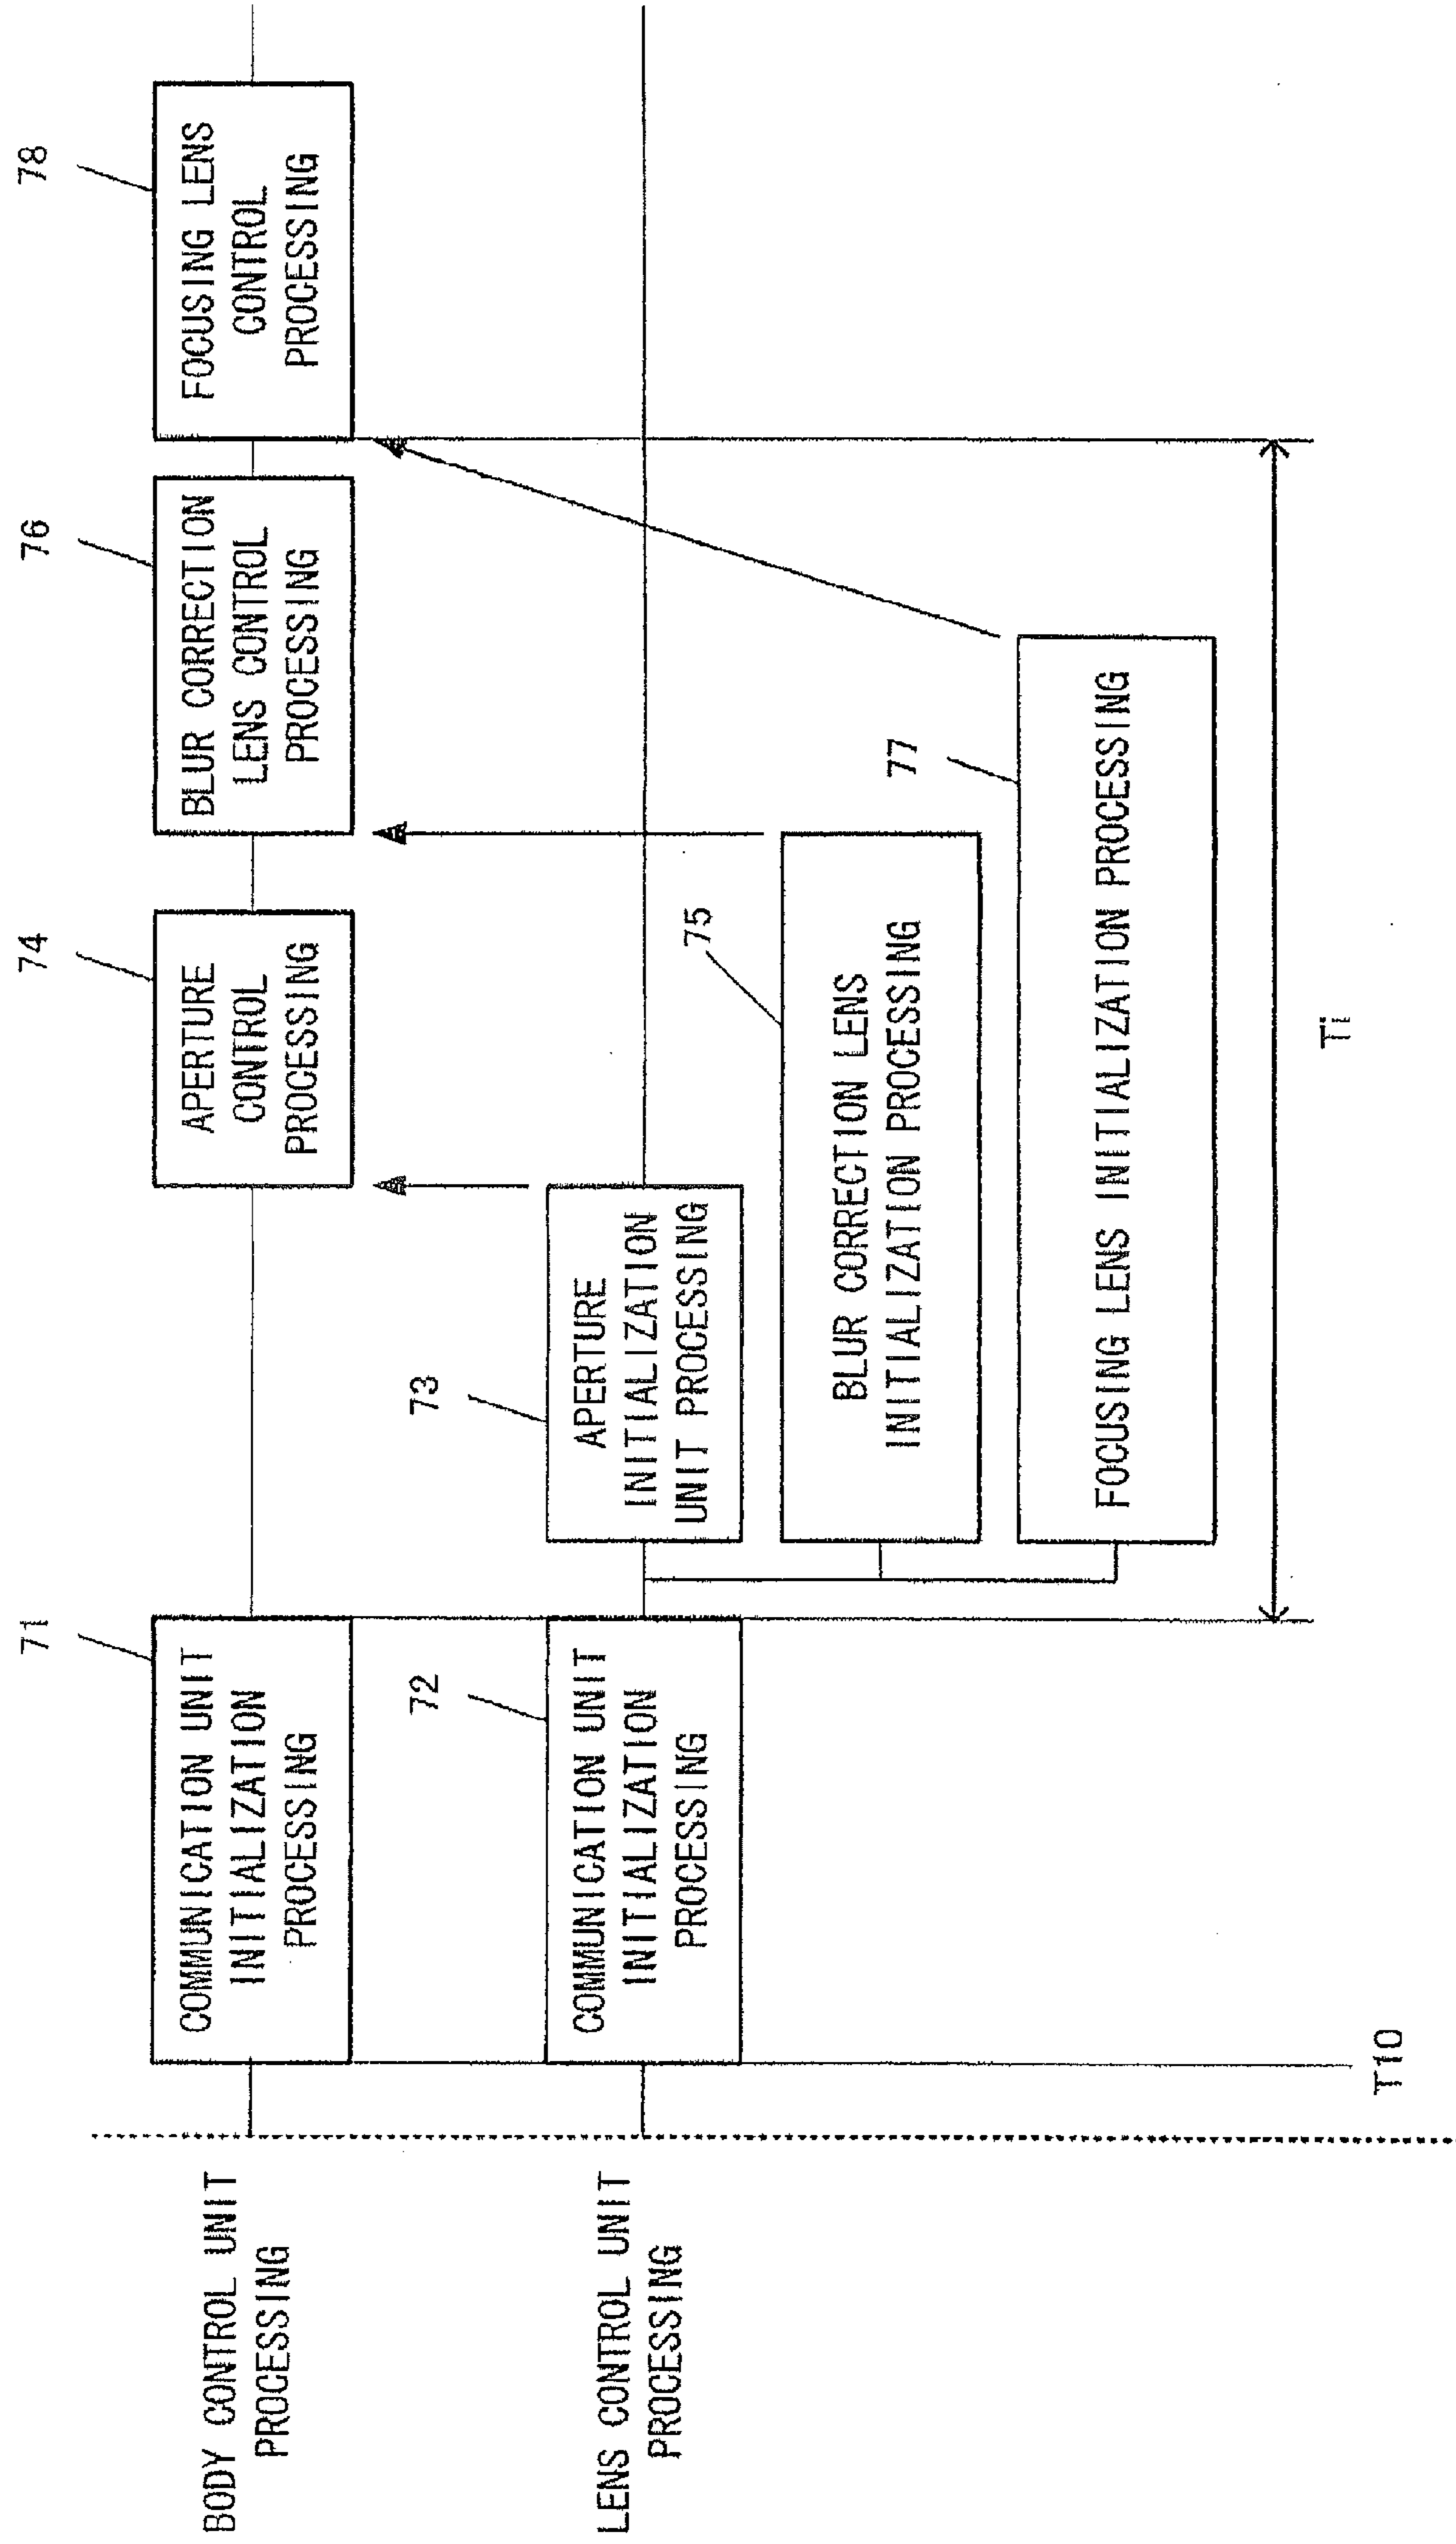 BODY CONTROL UNIT
PROCESSING
71
COMMUNICATION UNIT
INITIALIZATION
PROCESSING
74
APERTURE
CONTROL
PROCESSING
76
BLUR CORRECTION
LENS CONTROL
PROCESSING
78
FOCUSING LENS
CONTROL
PROCESSING
LENS CONTROL UNIT
PROCESSING
72
COMMUNICATION UNIT
INITIALIZATION
PROCESSING
73
APERTURE
INITIALIZATION
UNIT PROCESSING
75
BLUR CORRECTION LENS
INITIALIZATION PROCESSING
77
FOCUSING LENS INITIALIZATION PROCESSING
Ti
T10